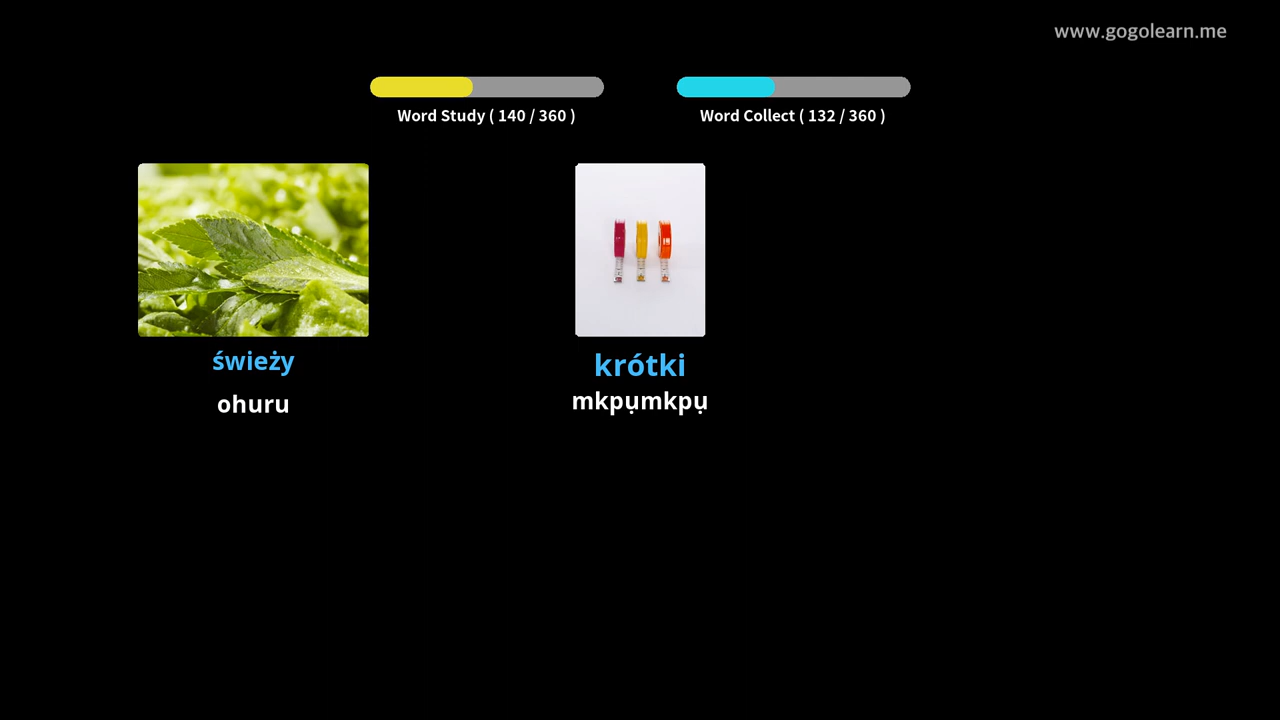 www.gogolearn.me
Word Study ( 140 / 360 )
Word Collect ( 132 / 360 )
świeży
ohuru
krótki
mkpụmkpụ